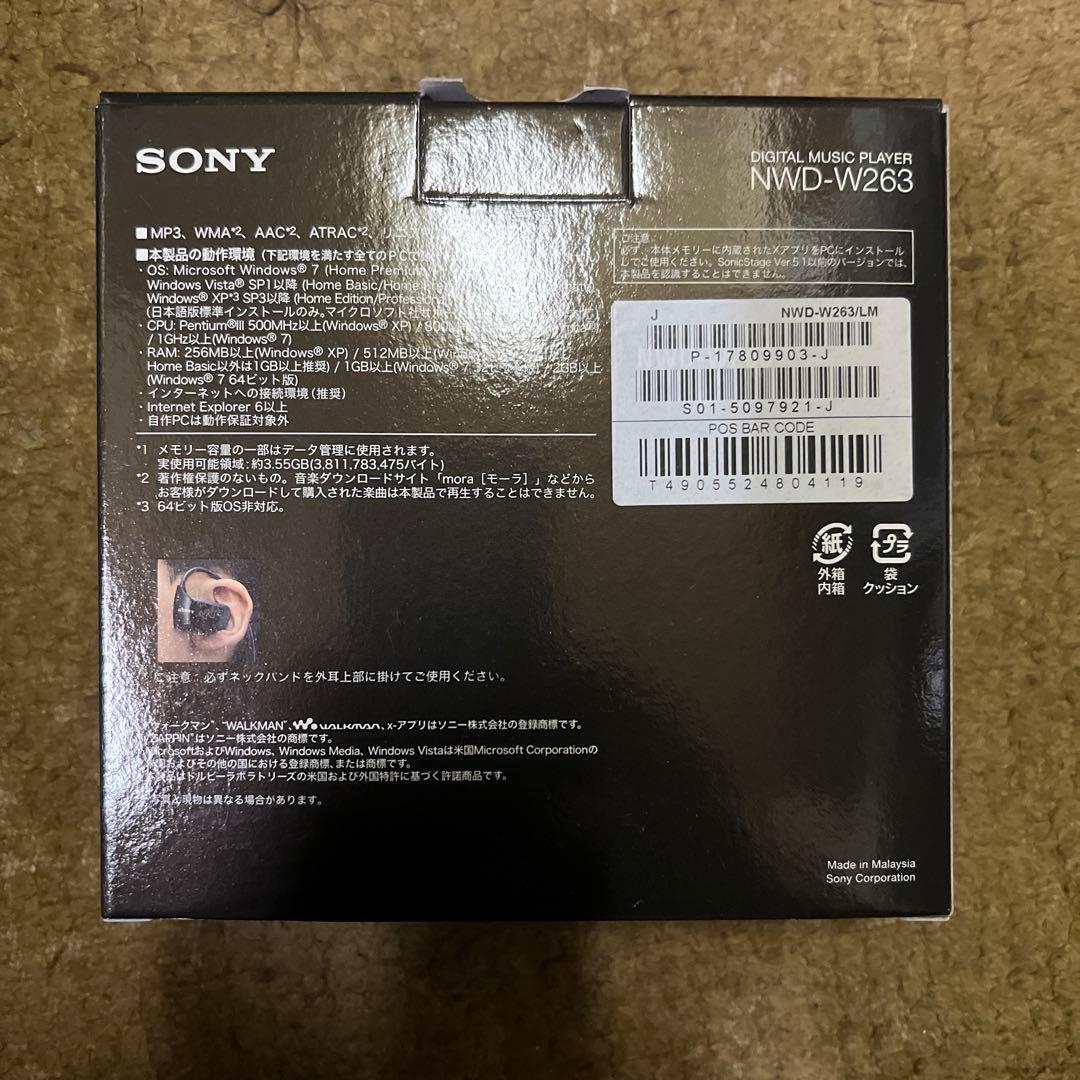 SONY
DIGITAL MUSIC PLAYER
NWD-W263
■MP3、WMA*2、AAC*2、ATRAC*2、リニ
■本製品の動作環境（下記環境を満たす全てのPCで
・OS: Microsoft Windows® 7 (Home Premium
Windows Vista® SP1以降 (Home Basic/Home
Windows® XP*3 SP3以降 (Home Edition/Professional
(日本語版標準インストールのみ。マイクロソフト社
・CPU: Pentium®III 500MHz以上(Windows® XP) / 800
/ 1GHz以上(Windows® 7)
・RAM: 256MB以上(Windows® XP) / 512MB以上(
Home Basic以外は1GB以上推奨) / 1GB以上(Windows® 7 / 2GB以上
(Windows® 7 64ビット版)
・インターネットへの接続環境（推奨）
・Internet Explorer 6以上
・自作PCは動作保証対象外
ご注意
必ず、本体メモリーに内蔵されたXアプリをPCにインストール
してご使用ください。SonicStage Ver 5.1以前のバージョンでは、
本製品を認識することはできません。
J NWD-W263/LM
P-17809903-J
S01-5097921-J
POS BAR CODE
T4905524804119
*1 メモリー容量の一部はデータ管理に使用されます。
実使用可能領域：約3.55GB(3,811,783,475バイト)
*2 著作権保護のないもの。音楽ダウンロードサイト「mora［モーラ］」などから
お客様がダウンロードして購入された楽曲は本製品で再生することはできません。
*3 64ビット版OS非対応。
紙
外箱
内箱
プラ
袋
クッション
ご注意：必ずネックバンドを外耳上部に掛けてご使用ください。
ウォークマン"、"WALKMAN"、WALKMAN、x-アプリはソニー株式会社の登録商標です。
ZAPPIN"はソニー株式会社の商標です。
MicrosoftおよびWindows、Windows Media、Windows Vistaは米国Microsoft Corporationの
国およびその他の国における登録商標、または商標です。
製品はドルビーラボラトリーズの米国および外国特許に基づく許諾商品です。
写真と現物は異なる場合があります。
Made in Malaysia
Sony Corporation